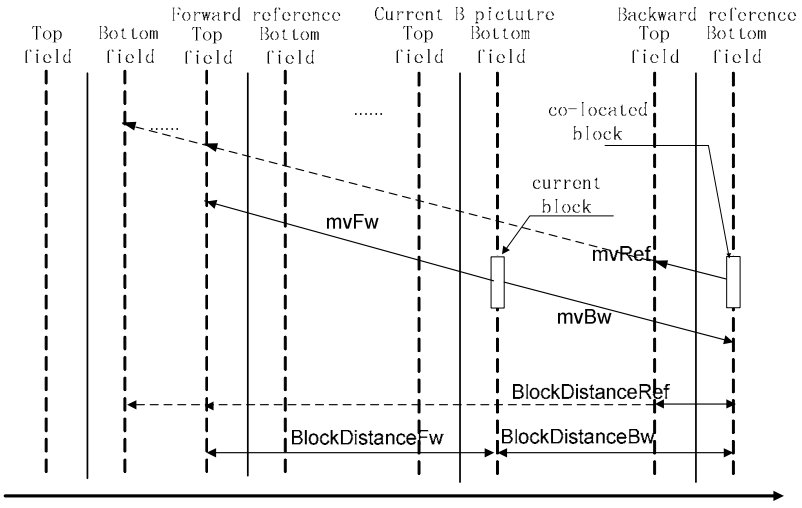 Forward reference Current B pictutre Backward reference
Top Bottom Top Bottom Top Bottom Top Bottom
field field field field field field field field
co-located
block
......
......
current
block
mvFw
mvRef
mvBw
BlockDistanceRef
BlockDistanceFw BlockDistanceBw